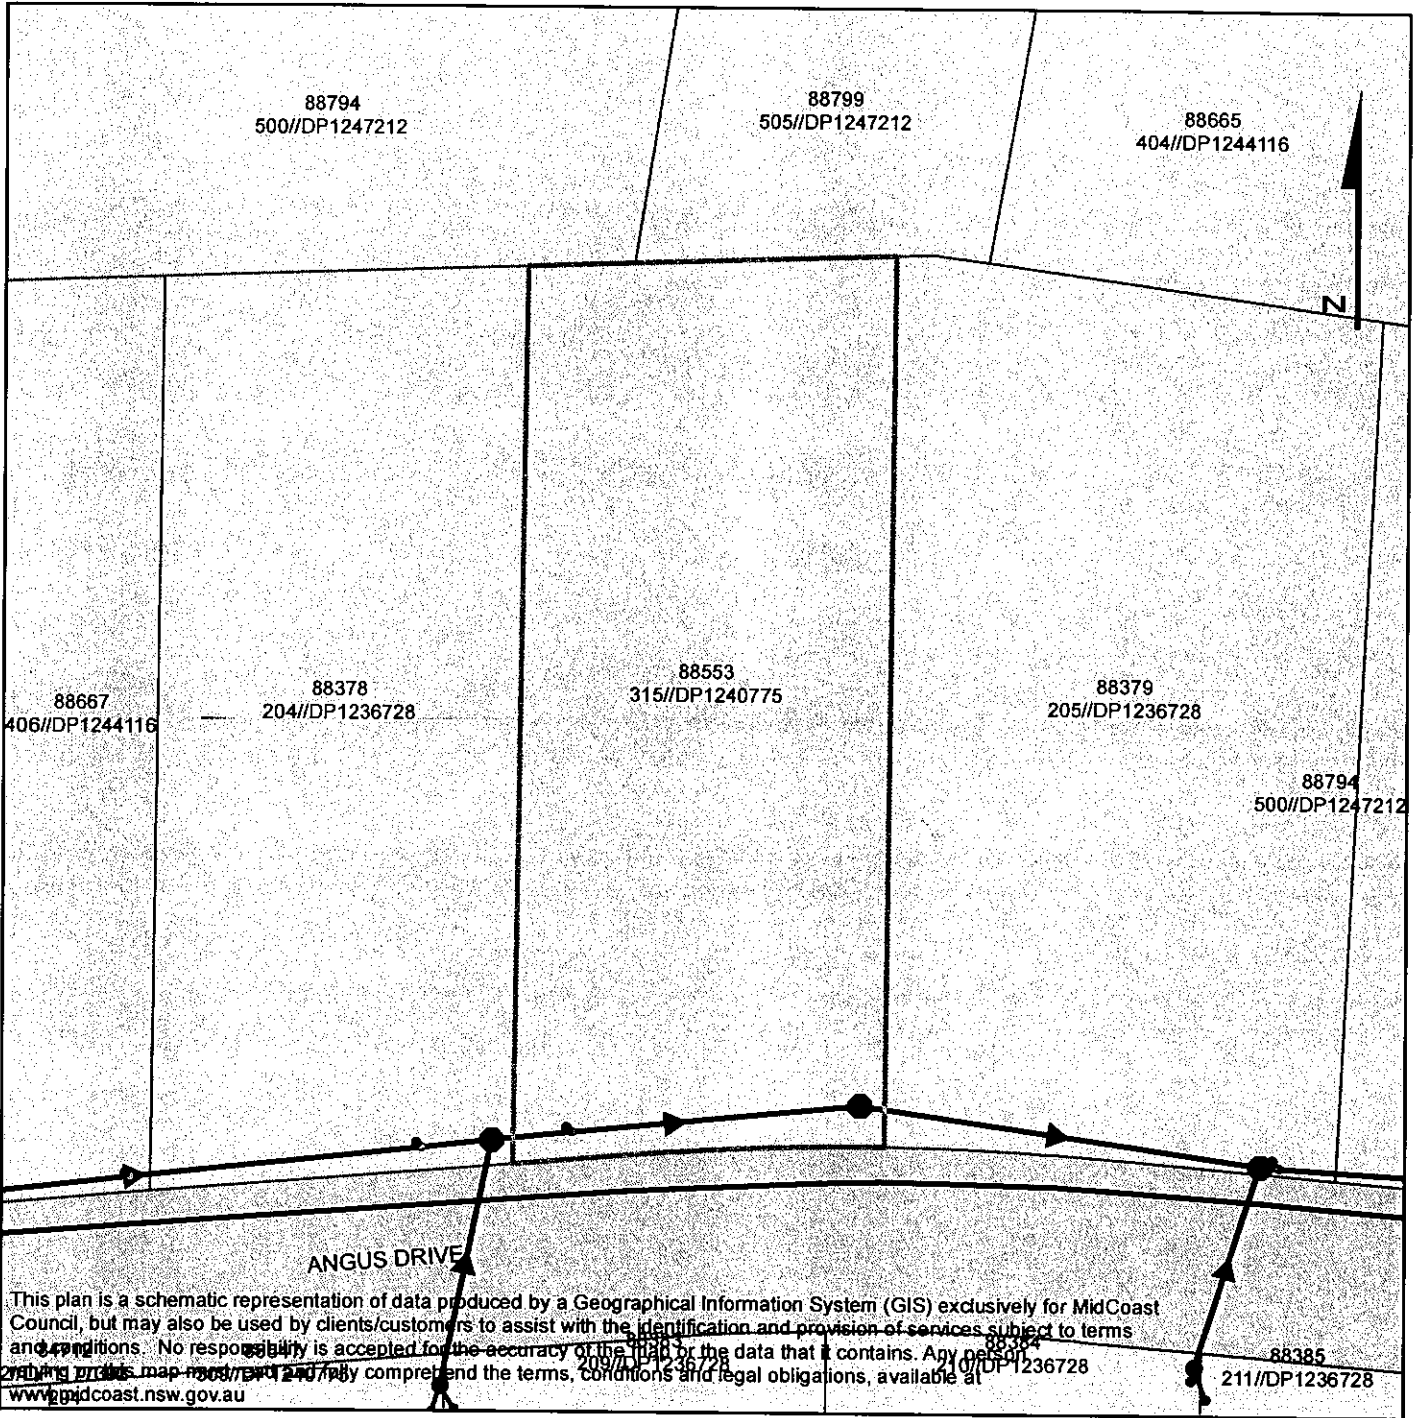 88794
500//DP1247212
88799
505//DP1247212
88665
404//DP1244116
N
88667
406//DP1244116
88378
204//DP1236728
88553
315//DP1240775
88379
205//DP1236728
88794
500//DP1247212
ANGUS DRIVE
This plan is a schematic representation of data produced by a Geographical Information System (GIS) exclusively for MidCoast
Council, but may also be used by clients/customers to assist with the identification and provision of services subject to terms
and conditions. No responsibility is accepted for the accuracy of the map or the data that it contains. Any person
map must read and fully comprehend the terms, conditions and legal obligations, available at
www.midcoast.nsw.gov.au
88383
209//DP1236728
88384
210//DP1236728
88385
211//DP1236728